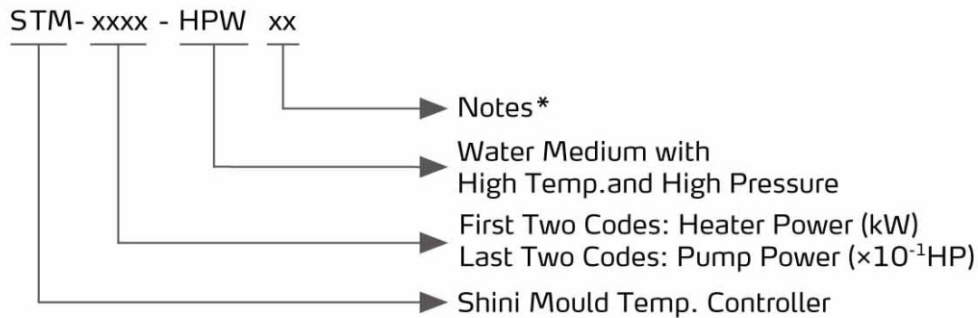 STM- xxxx - HPW xx
Notes*
Water Medium with
High Temp.and High Pressure
First Two Codes: Heater Power (kW)
Last Two Codes: Pump Power (×10⁻¹HP)
Shini Mould Temp. Controller